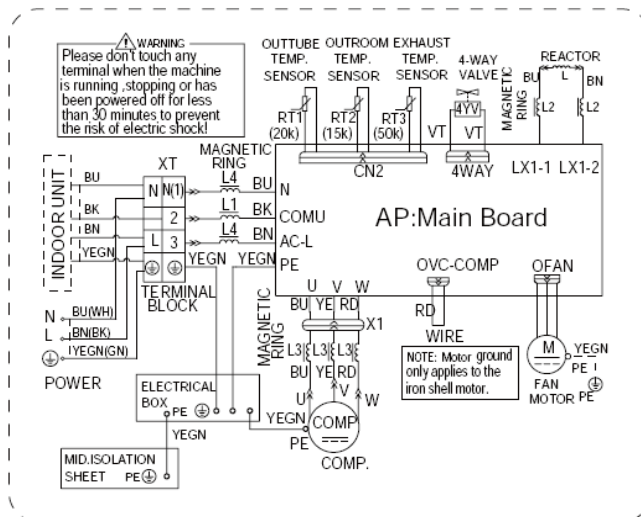 WARNING
Please don't touch any
terminal when the machine
is running ,stopping or has
been powered off for less
than 30 minutes to prevent
the risk of electric shock!
OUTTUBE OUTROOM EXHAUST
TEMP. TEMP. TEMP.
SENSOR SENSOR SENSOR
RT1 RT2 RT3
(20k) (15k) (50k)
CN2
4-WAY
VALVE
4YV
VT VT
4WAY
MAGNETIC
RING
REACTOR
BU L BN
L2 L2
LX1-1 LX1-2
XT
MAGNETIC
RING
INDOOR UNIT
BU N N(1) L4 BU N
BK 2 L1 BK COMU
BN L 3 L4 BN AC-L
YEGN YEGN YEGN PE
AP:Main Board
TERMINAL
BLOCK
N BU(WH)
L BN(BK)
YEGN(GN)
POWER
U V W
BU YE RD
X1
MAGNETIC
RING
L3 L3 L3
BU YE RD
U V W
COMP
COMP.
YEGN
PE
OVC-COMP
RD
WIRE
OFAN
M
FAN
MOTOR
YEGN
PE
PE
NOTE: Motor ground
only applies to the
iron shell motor.
ELECTRICAL
BOX PE
YEGN
MID.ISOLATION
SHEET PE